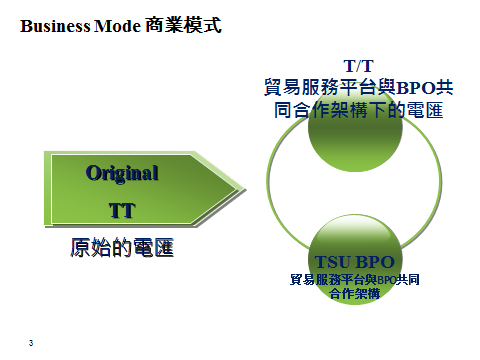 Business Mode 商業模式
T/T
貿易服務平台與BPO共
同合作架構下的電匯
Original
TT
原始的電匯
TSU BPO
貿易服務平台與BPO共同
合作架構
3